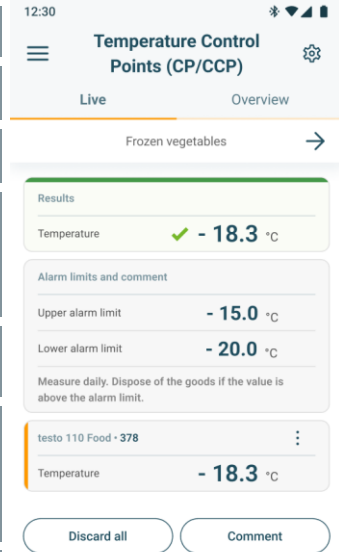 12:30
Temperature Control
Points (CP/CCP)
Live
Overview
Frozen vegetables
Results
Temperature - 18.3 °C
Alarm limits and comment
Upper alarm limit - 15.0 °C
Lower alarm limit - 20.0 °C
Measure daily. Dispose of the goods if the value is
above the alarm limit.
testo 110 Food • 378
Temperature - 18.3 °C
Discard all
Comment